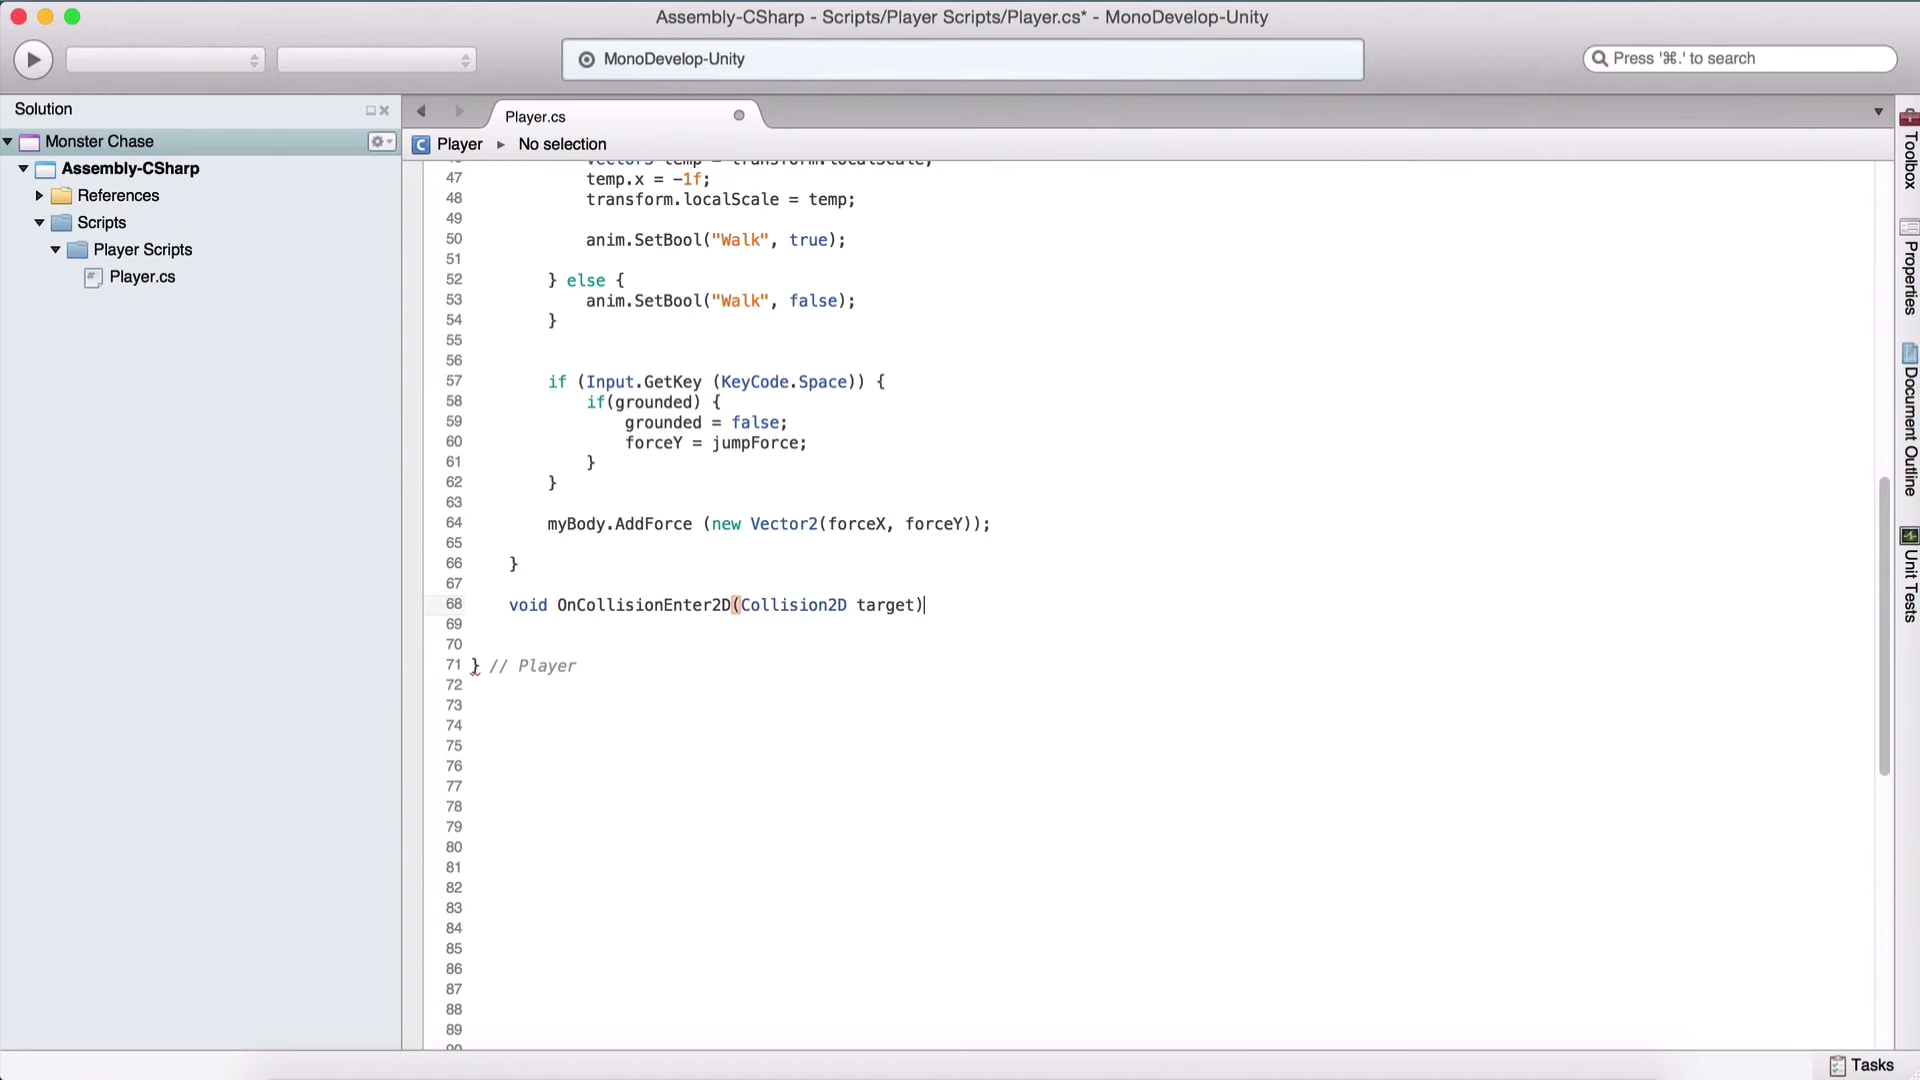 Assembly-CSharp - Scripts/Player Scripts/Player.cs* - MonoDevelop-Unity
MonoDevelop-Unity
Press '⌘.' to search
Solution
Monster Chase
Assembly-CSharp
References
Scripts
Player Scripts
Player.cs
Player.cs
Player ▸ No selection
temp = transform.localScale;
47 temp.x = -1f;
48 transform.localScale = temp;
49
50 anim.SetBool("Walk", true);
51
52 } else {
53 anim.SetBool("Walk", false);
54 }
55
56
57 if (Input.GetKey (KeyCode.Space)) {
58 if(grounded) {
59 grounded = false;
60 forceY = jumpForce;
61 }
62 }
63
64 myBody.AddForce (new Vector2(forceX, forceY));
65
66 }
67
68 void OnCollisionEnter2D(Collision2D target)
69
70
71 } // Player
72
73
74
75
76
77
78
79
80
81
82
83
84
85
86
87
88
89
Toolbox
Properties
Document Outline
Unit Tests
Tasks